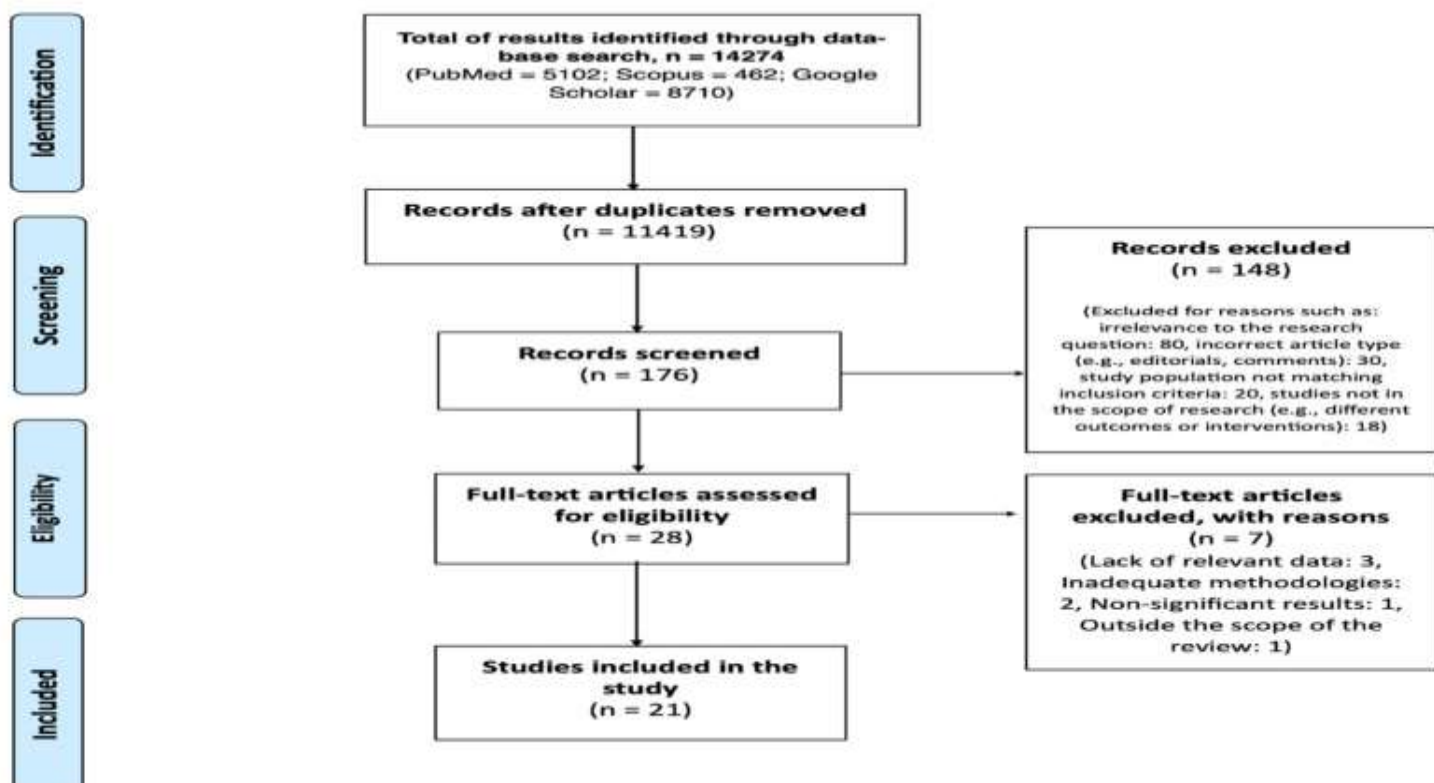 Identification
Total of results identified through data-
base search, n = 14274
(PubMed = 5102; Scopus = 462; Google
Scholar = 8710)
Records after duplicates removed
(n = 11419)
Screening
Records screened
(n = 176)
Records excluded
(n = 148)
(Excluded for reasons such as:
irrelevance to the research
question: 80, incorrect article type
(e.g., editorials, comments): 30,
study population not matching
inclusion criteria: 20, studies not in
the scope of research (e.g., different
outcomes or interventions): 18)
Eligibility
Full-text articles assessed
for eligibility
(n = 28)
Full-text articles
excluded, with reasons
(n = 7)
(Lack of relevant data: 3,
Inadequate methodologies:
2, Non-significant results: 1,
Outside the scope of the
review: 1)
Included
Studies included in the
study
(n = 21)